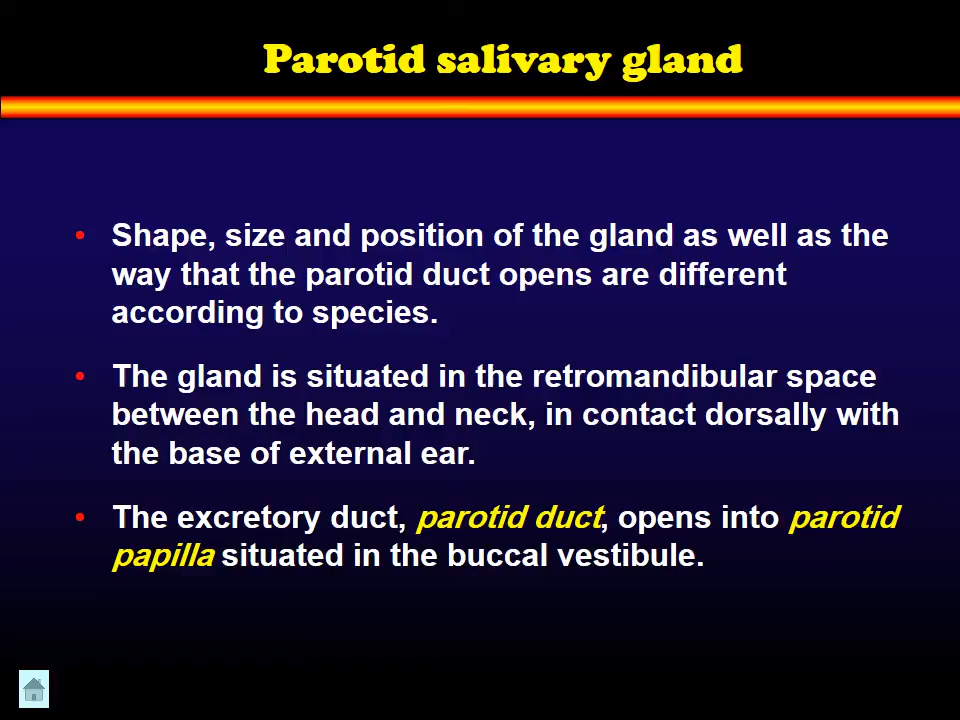 Parotid salivary gland
• Shape, size and position of the gland as well as the
way that the parotid duct opens are different
according to species.
• The gland is situated in the retromandibular space
between the head and neck, in contact dorsally with
the base of external ear.
• The excretory duct, parotid duct, opens into parotid
papilla situated in the buccal vestibule.